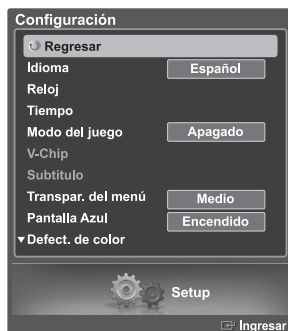 Configuración
Regresar
Idioma Español
Reloj
Tiempo
Modo del juego Apagado
V-Chip
Subtítulo
Transpar. del menú Medio
Pantalla Azul Encendido
▼Defect. de color
Setup
Ingresar